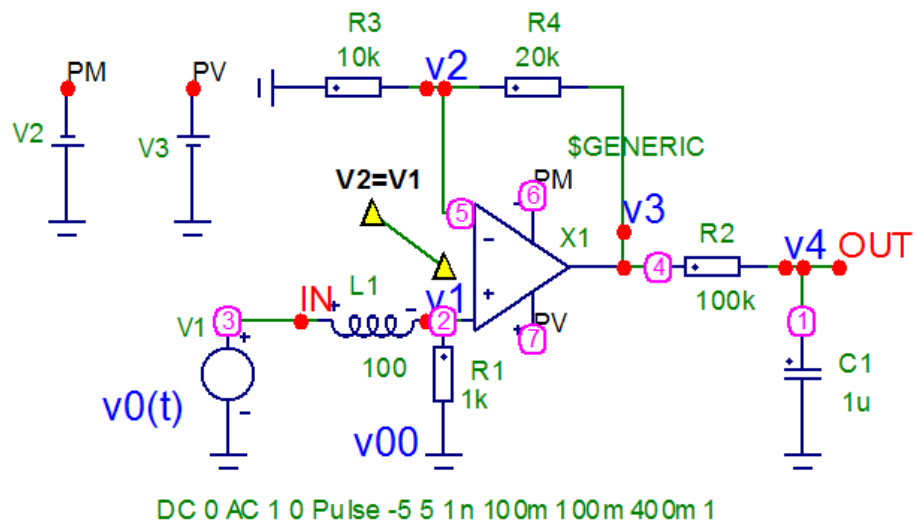 R3
10k
R4
20k
v2
PM
PV
V2
V3
$GENERIC
V2=V1
PM
6
5
-
X1
v3
R2
v4
OUT
4
100k
V1
3
IN
+
L1
-
v1
2
+
7
PV
+
1
100
R1
1k
C1
1u
+
-
v0(t)
v00
DC 0 AC 1 0 Pulse -5 5 1n 100m 100m 400m 1